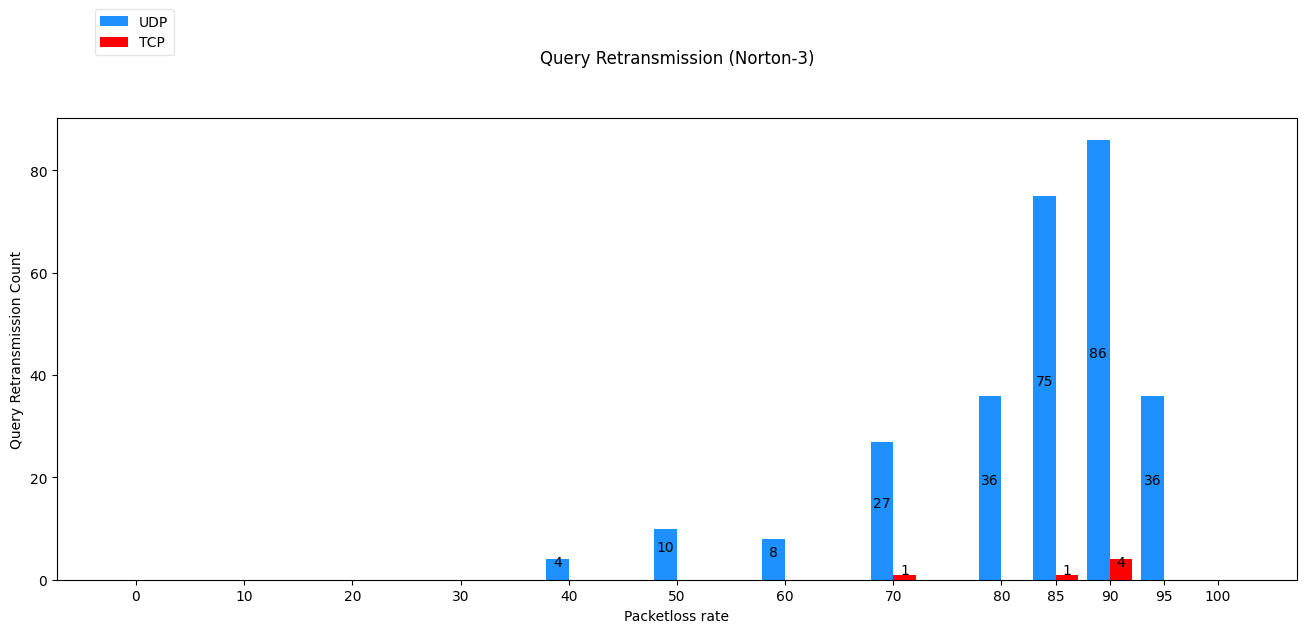 UDP
TCP
Query Retransmission (Norton-3)
Query Retransmission Count
80
60
40
20
0
4
10
8
27
1
36
75
1
86
4
36
0 10 20 30 40 50 60 70 80 85 90 95 100
Packetloss rate